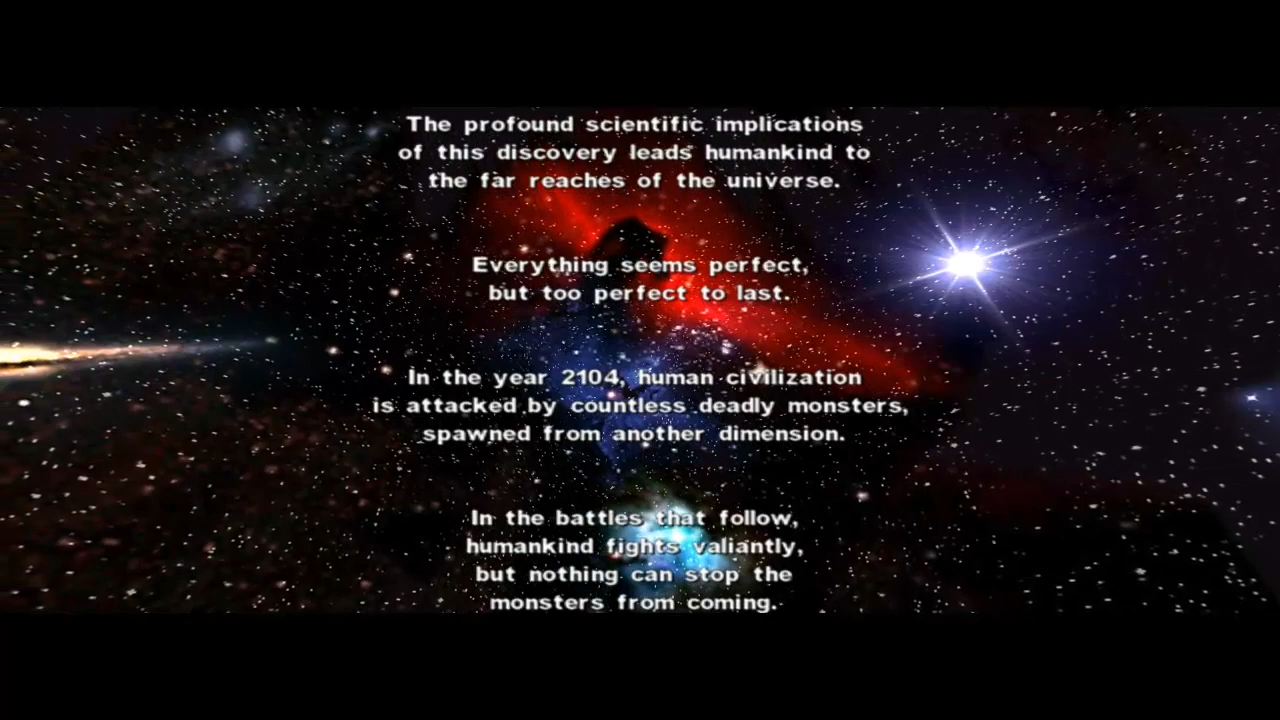 The profound scientific implications
of this discovery leads humankind to
the far reaches of the universe.
Everything seems perfect,
but too perfect to last.
In the year 2104, human civilization
is attacked by countless deadly monsters,
spawned from another dimension.
In the battles that follow,
humankind fights valiantly,
but nothing can stop the
monsters from coming.